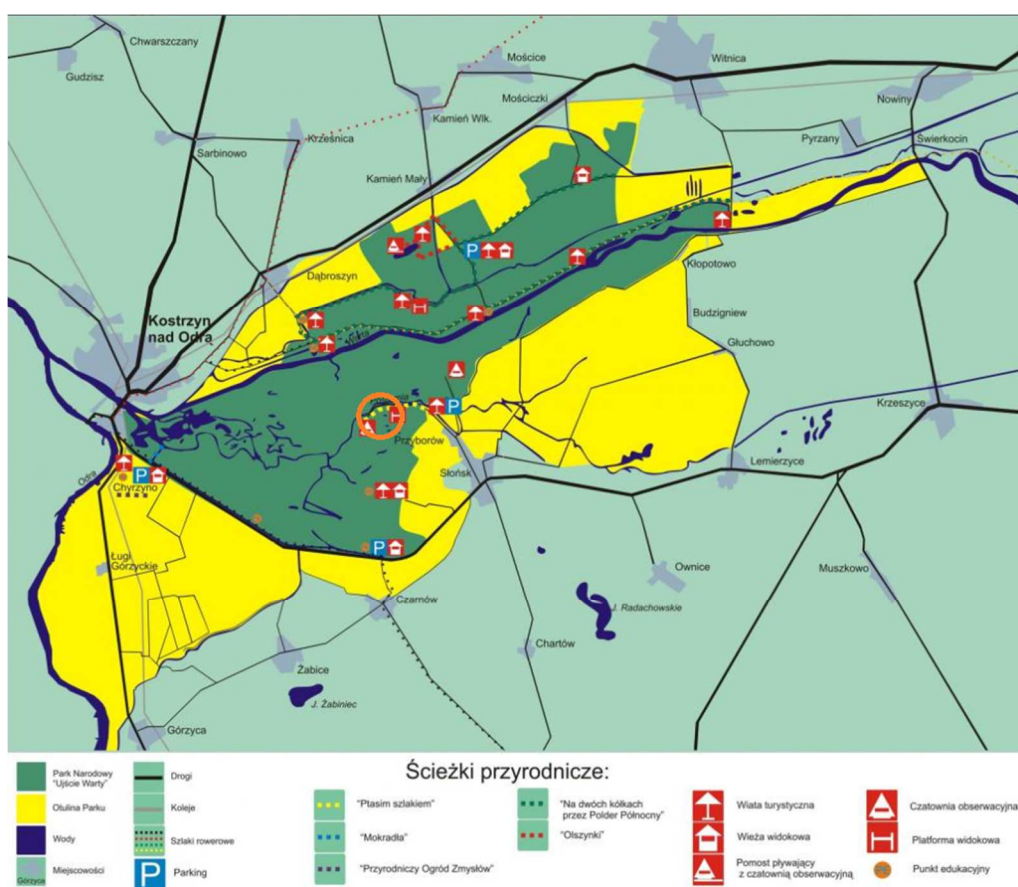 Chwarszczany
Gudzisz
Mościce
Witnica
Mościczki
Nowiny
Kamień Wlk.
Krześnica
Sarbinowo
Pyrzany
Świerkocin
Kamień Mały
P
Dąbroszyn
Kłopotowo
Kostrzyn
nad Odra
Budzigniew
Głuchowo
P
Krzeszyce
Przyborów
Słońsk
Lemierzyce
Odra
P
Chyrzyno
P
Ługi
Górzyckie
Ownice
Muszkowo
Czarnów
J. Radachowskie
Chartów
Żabice
J. Żabiniec
Górzyca
Park Narodowy
"Ujście Warty"
Otulina Parku
Wody
Górzyca
Miejscowości
Drogi
Koleje
Szlaki rowerowe
P
Parking
Ścieżki przyrodnicze:
"Ptasim szlakiem"
"Mokradła"
"Przyrodniczy Ogród Zmysłów"
"Na dwóch kółkach
przez Polder Północny"
"Olszynki"
Wiata turystyczna
Wieża widokowa
Pomost pływający
z czatownią obserwacyjną
Czatownia obserwacyjna
Platforma widokowa
Punkt edukacyjny